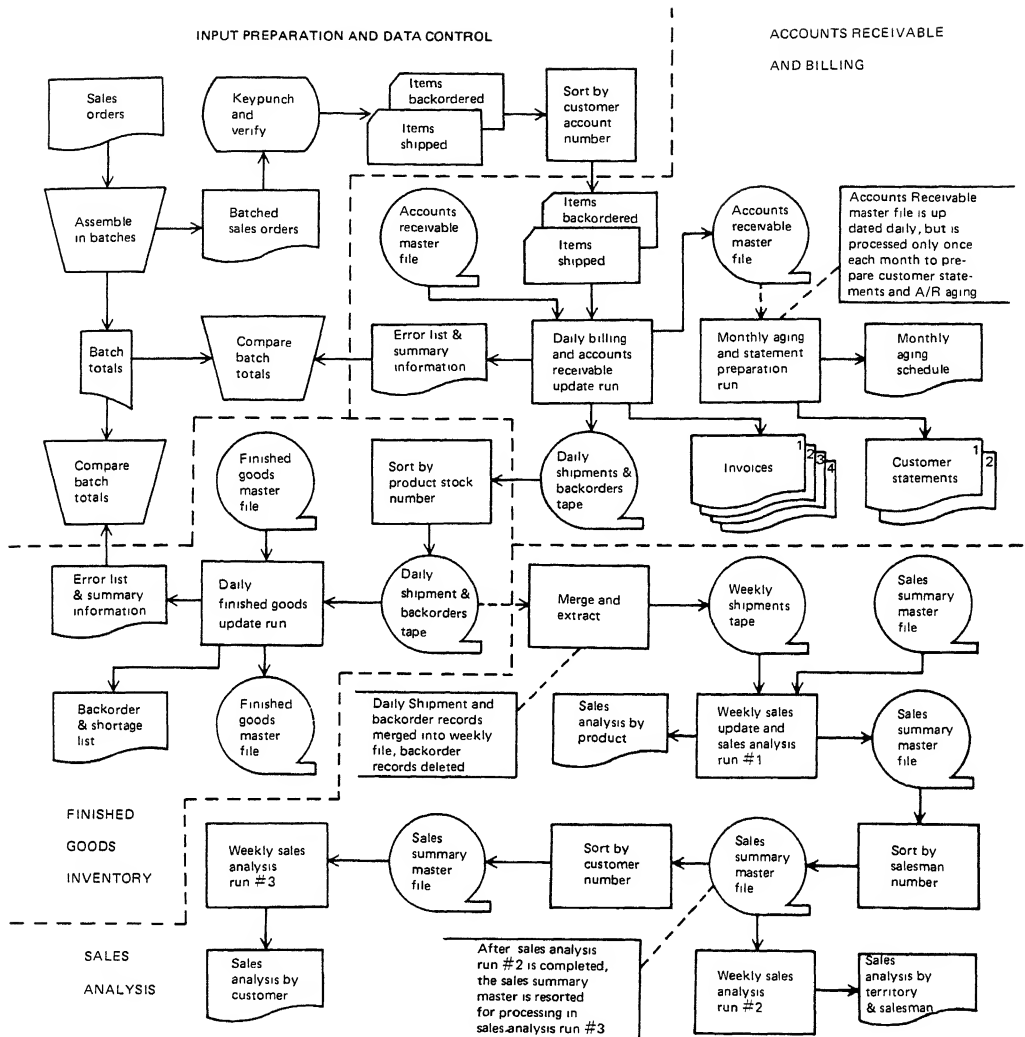 INPUT PREPARATION AND DATA CONTROL
ACCOUNTS RECEIVABLE
AND BILLING
Sales
orders
Keypunch
and
verify
Items
backordered
Items
shipped
Sort by
customer
account
number
Assemble
in batches
Batched
sales orders
Accounts
receivable
master
file
Items
backordered
Items
shipped
Accounts
receivable
master
file
Accounts Receivable
master file is up
dated daily, but is
processed only once
each month to pre-
pare customer state-
ments and A/R aging
Batch
totals
Compare
batch
totals
Error list &
summary
information
Daily billing
and accounts
receivable
update run
Monthly aging
and statement
preparation
run
Monthly
aging
schedule
Compare
batch
totals
Finished
goods
master
file
Sort by
product stock
number
Daily
shipments &
backorders
tape
Invoices
1
2
3
4
Customer
statements
1
2
Error list
& summary
information
Daily
finished goods
update run
Daily
shipment &
backorders
tape
Merge and
extract
Weekly
shipments
tape
Sales
summary
master
file
Backorder
& shortage
list
Finished
goods
master
file
Daily Shipment and
backorder records
merged into weekly
file, backorder
records deleted
Sales
analysis by
product
Weekly sales
update and
sales analysis
run #1
Sales
summary
master
file
FINISHED
GOODS
INVENTORY
Weekly sales
analysis
run #3
Sales
summary
master
file
Sort by
customer
number
Sales
summary
master
file
Sort by
salesman
number
SALES
ANALYSIS
Sales
analysis by
customer
After sales analysis
run #2 is completed,
the sales summary
master is resorted
for processing in
sales analysis run #3
Weekly sales
analysis
run #2
Sales
analysis by
territory
& salesman